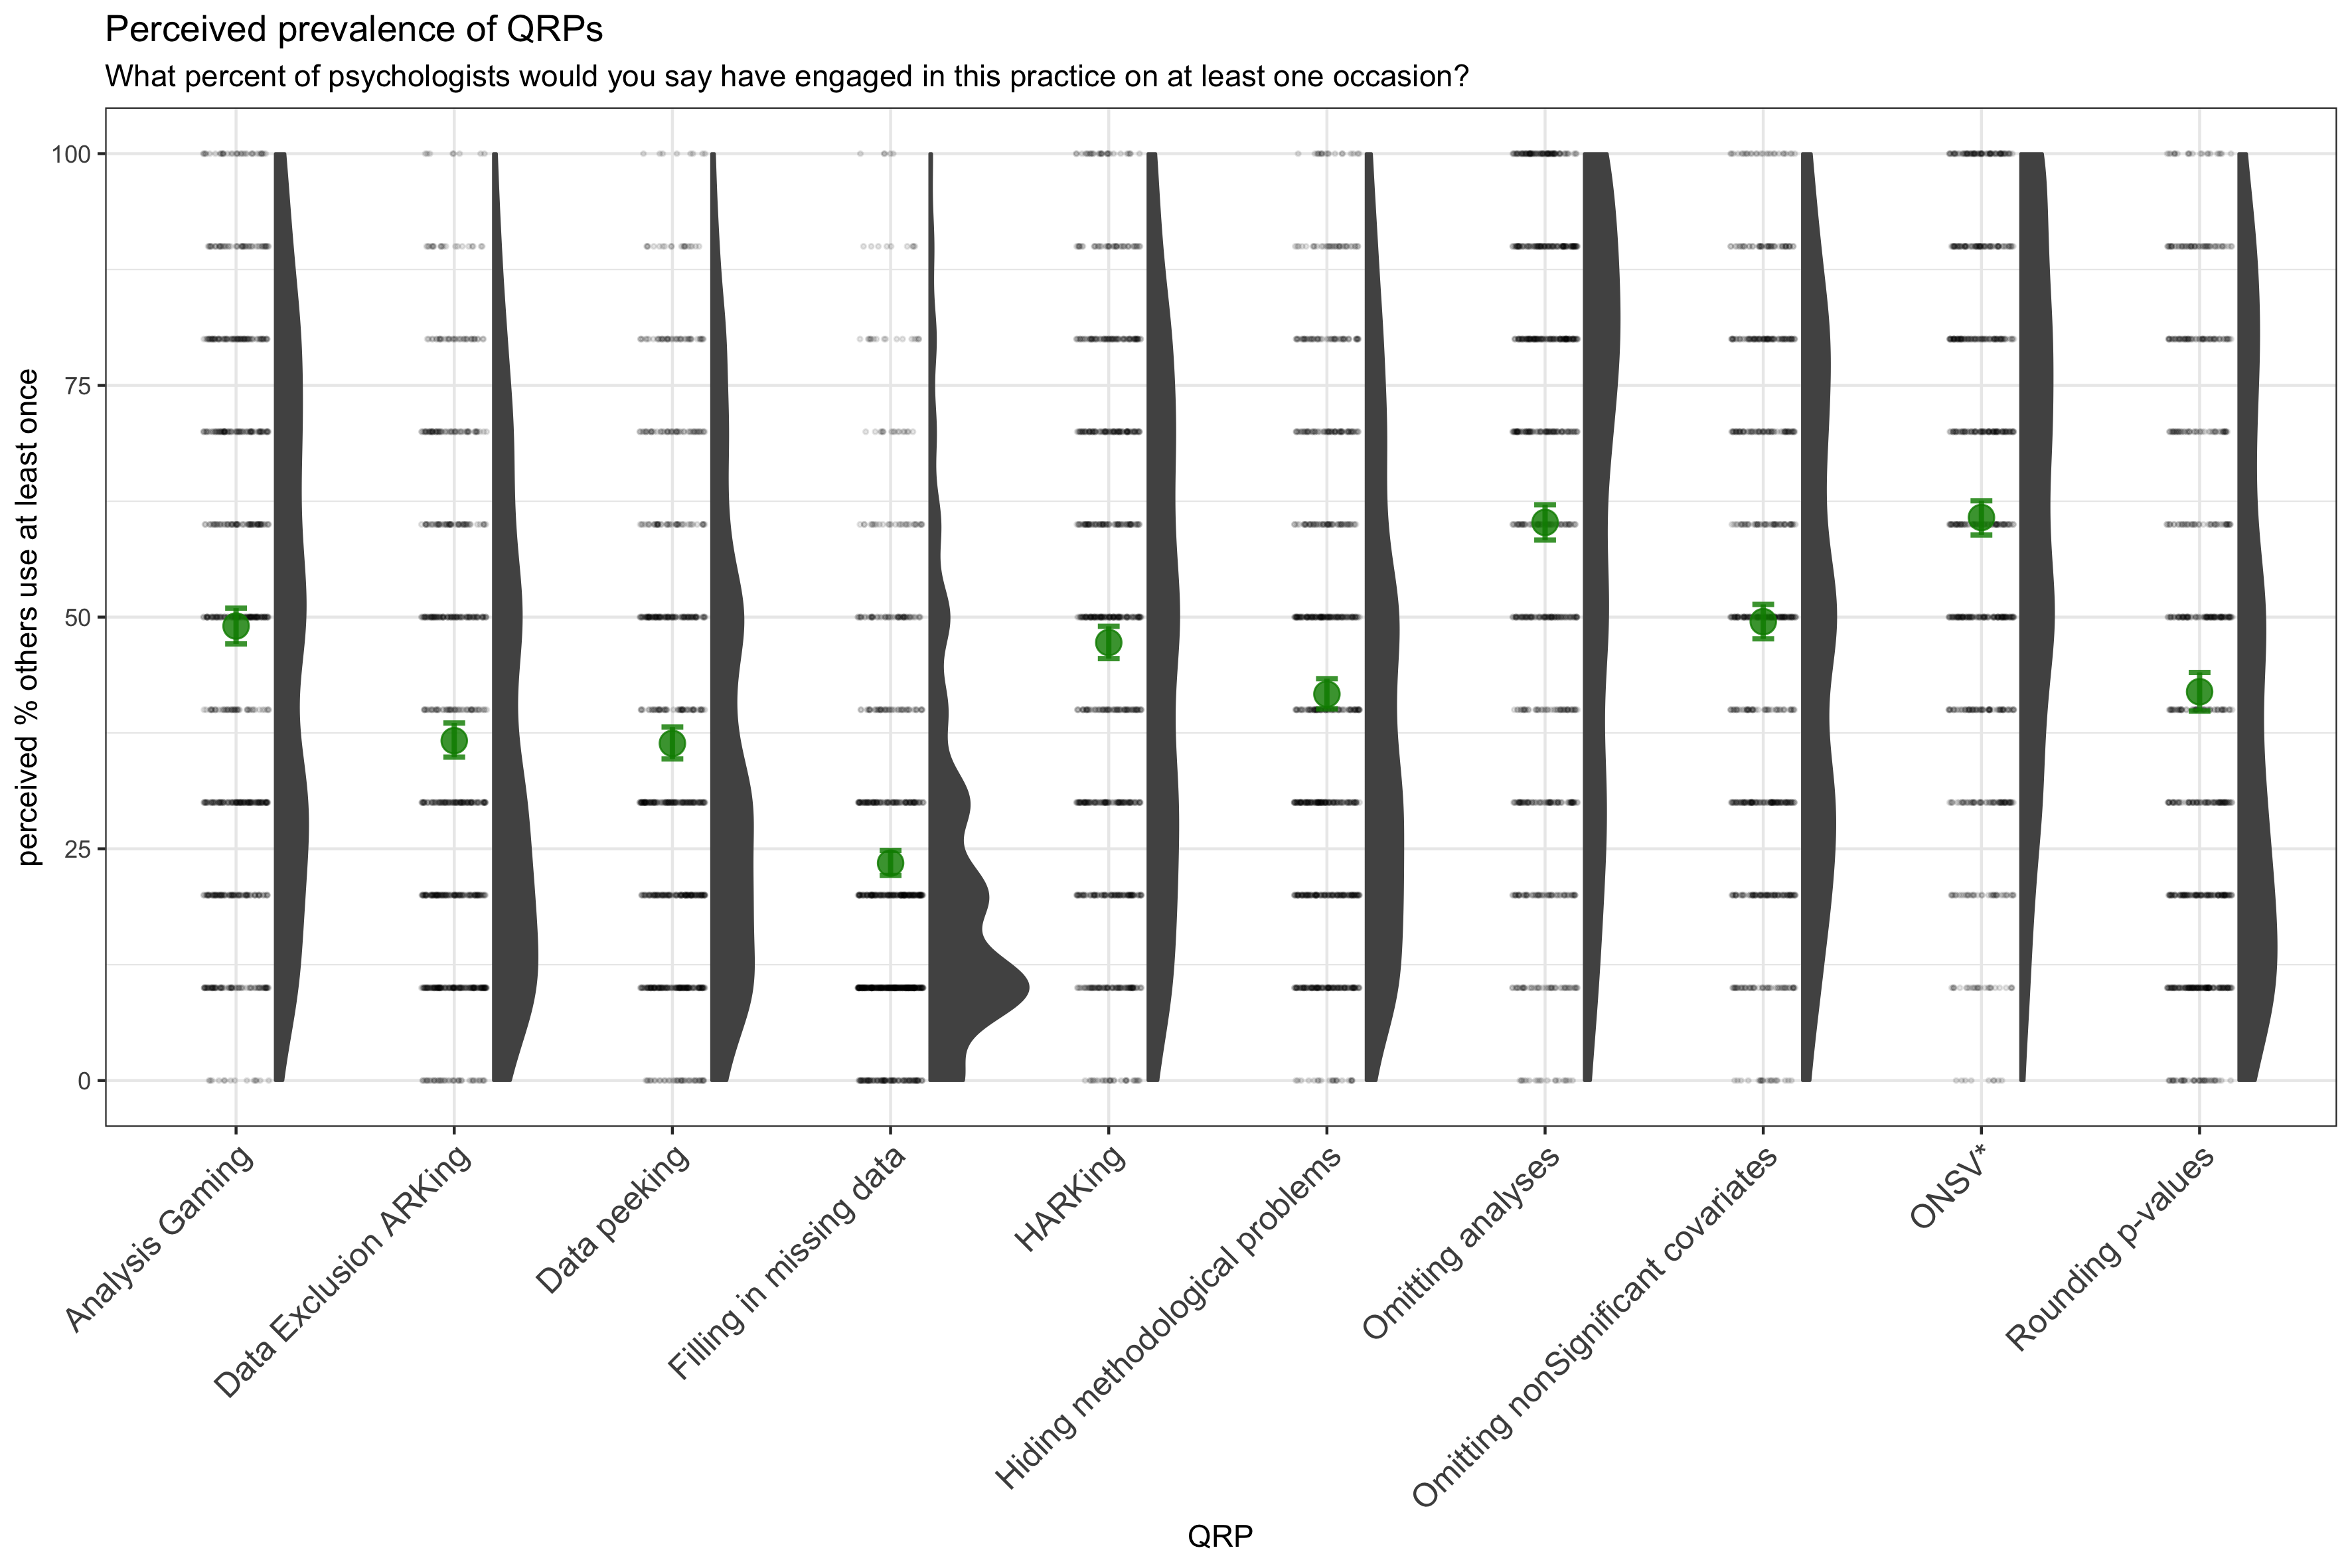 Perceived prevalence of QRPs
What percent of psychologists would you say have engaged in this practice on at least one occasion?
perceived % others use at least once
100
75
50
25
0
Analysis Gaming
Data Exclusion ARKing
Data peeking
Filling in missing data
HARKing
Hiding methodological problems
Omitting analyses
Omitting nonSignificant covariates
ONSV*
Rounding p-values
QRP